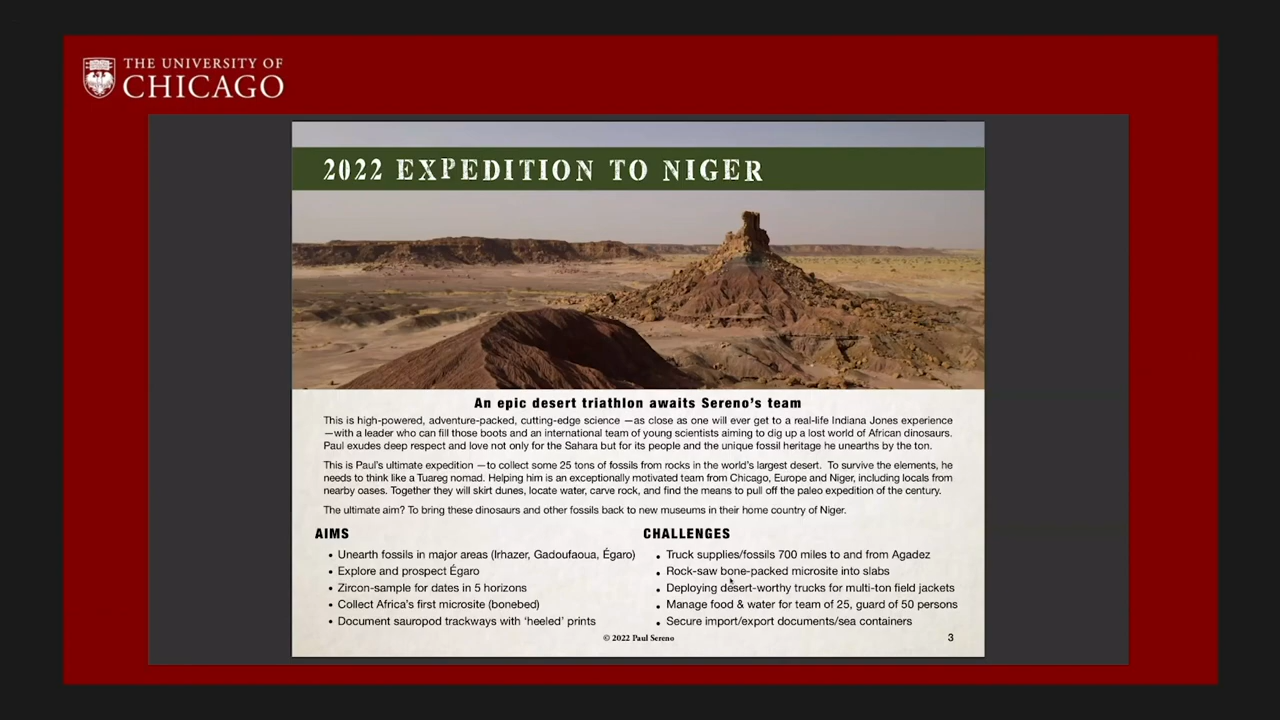 THE UNIVERSITY OF
CHICAGO
2022 EXPEDITION TO NIGER
An epic desert triathlon awaits Sereno's team
This is high-powered, adventure-packed, cutting-edge science —as close as one will ever get to a real-life Indiana Jones experience
—with a leader who can fill those boots and an international team of young scientists aiming to dig up a lost world of African dinosaurs.
Paul exudes deep respect and love not only for the Sahara but for its people and the unique fossil heritage he unearths by the ton.
This is Paul's ultimate expedition —to collect some 25 tons of fossils from rocks in the world's largest desert. To survive the elements, he
needs to think like a Tuareg nomad. Helping him is an exceptionally motivated team from Chicago, Europe and Niger, including locals from
nearby oases. Together they will skirt dunes, locate water, carve rock, and find the means to pull off the paleo expedition of the century.
The ultimate aim? To bring these dinosaurs and other fossils back to new museums in their home country of Niger.
AIMS
• Unearth fossils in major areas (Irhazer, Gadoufaoua, Égaro)
• Explore and prospect Égaro
• Zircon-sample for dates in 5 horizons
• Collect Africa's first microsite (bonebed)
• Document sauropod trackways with 'heeled' prints
CHALLENGES
• Truck supplies/fossils 700 miles to and from Agadez
• Rock-saw bone-packed microsite into slabs
• Deploying desert-worthy trucks for multi-ton field jackets
• Manage food & water for team of 25, guard of 50 persons
• Secure import/export documents/sea containers
© 2022 Paul Sereno
3